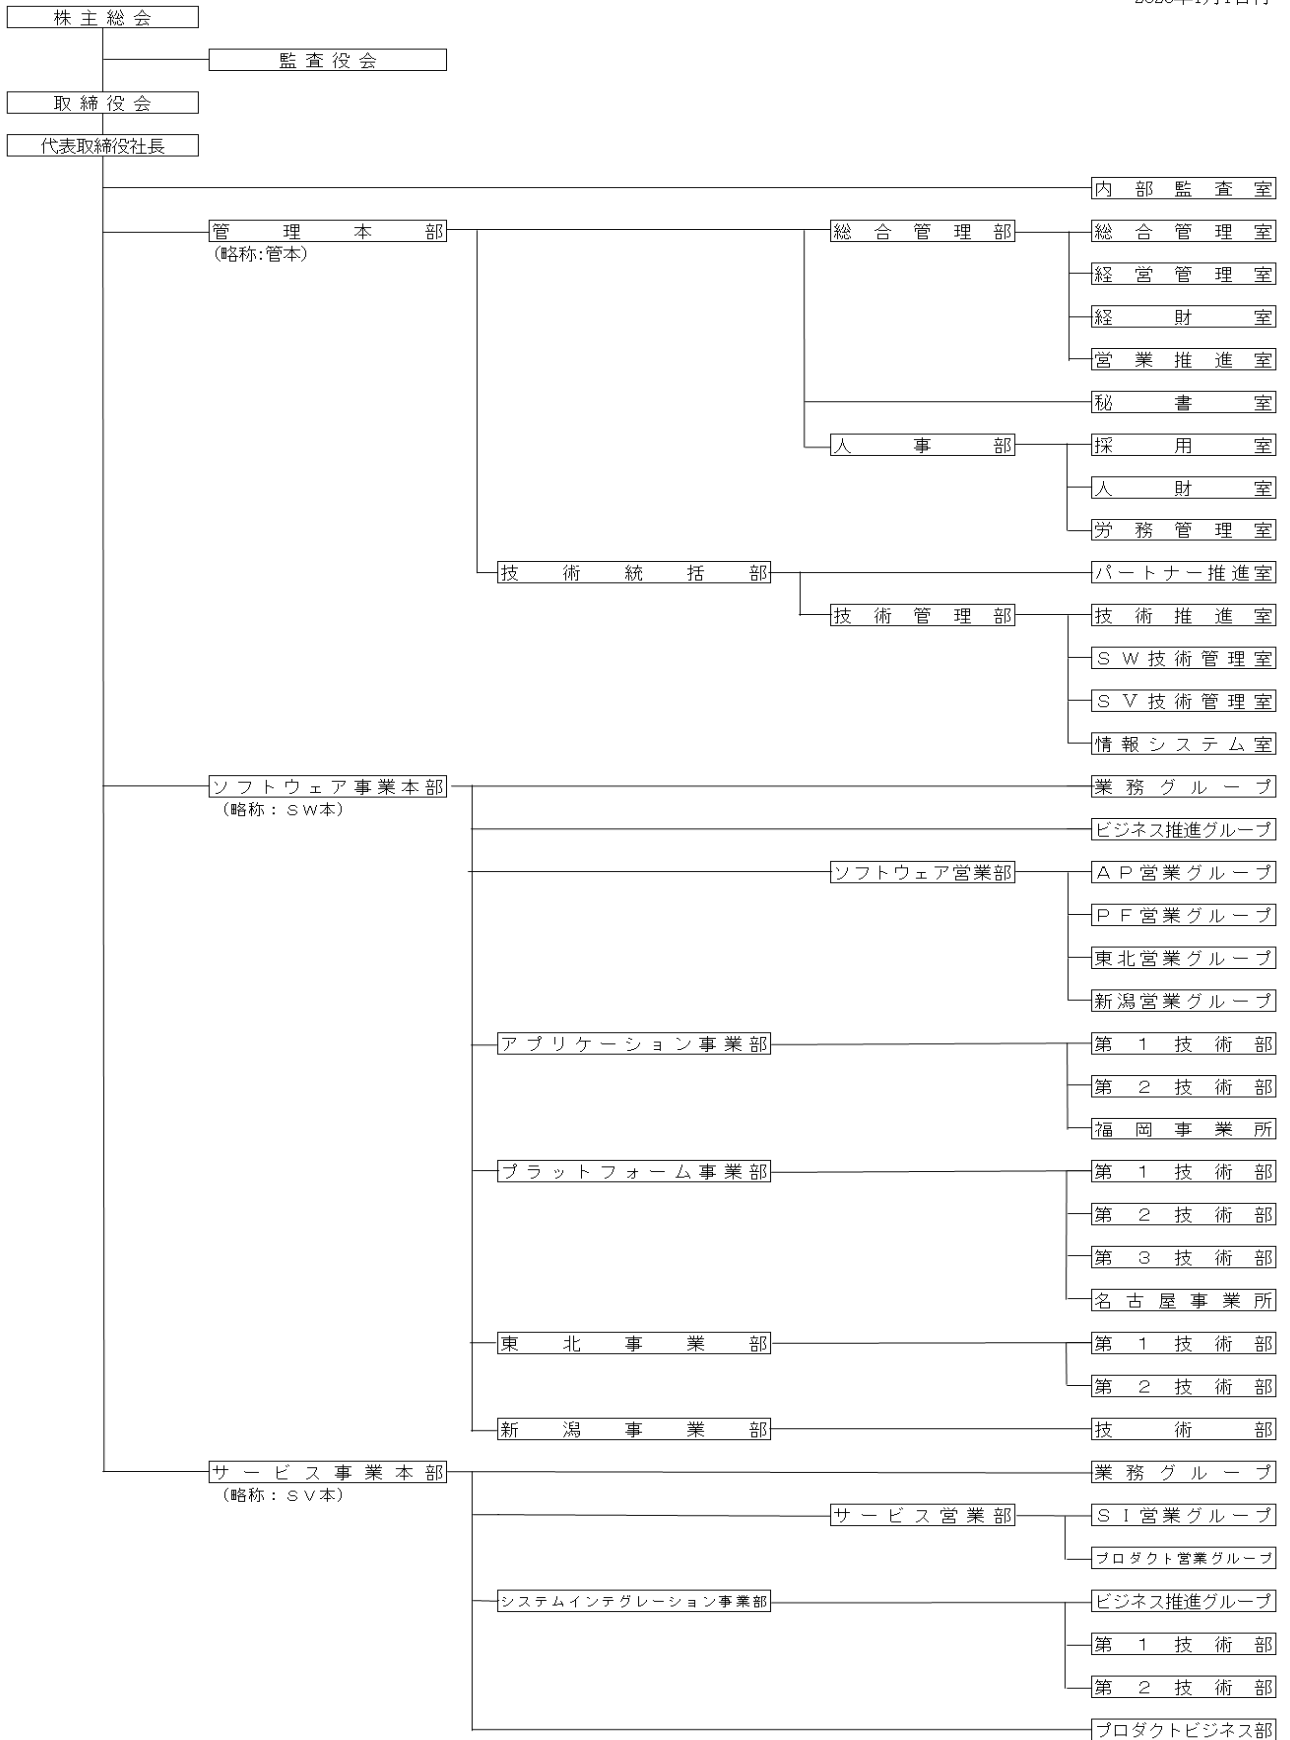 株主総会
監査役会
取締役会
代表取締役社長
内部監査室
管理本部 総合管理部 総合管理室
(略称:管本)
経営管理室
経財室
営業推進室
秘書室
人事部 採用室
人財室
労務管理室
技術統括部 パートナー推進室
技術管理部 技術推進室
ＳＷ技術管理室
ＳＶ技術管理室
情報システム室
ソフトウェア事業本部 業務グループ
(略称：ＳＷ本)
ビジネス推進グループ
ソフトウェア営業部 ＡＰ営業グループ
ＰＦ営業グループ
東北営業グループ
新潟営業グループ
アプリケーション事業部 第１技術部
第２技術部
福岡事業所
プラットフォーム事業部 第１技術部
第２技術部
第３技術部
名古屋事業所
東北事業部 第１技術部
第２技術部
新潟事業部 技術部
サービス事業本部 業務グループ
(略称：ＳＶ本)
サービス営業部 ＳＩ営業グループ
プロダクト営業グループ
システムインテグレーション事業部 ビジネス推進グループ
第１技術部
第２技術部
プロダクトビジネス部